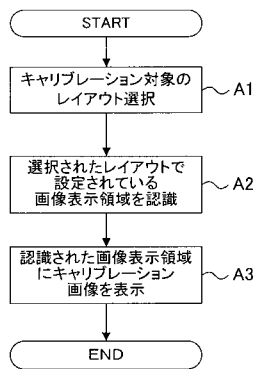 START
キャリブレーション対象の
レイアウト選択
A1
選択されたレイアウトで
設定されている
画像表示領域を認識
A2
認識された画像表示領域
にキャリブレーション
画像を表示
A3
END